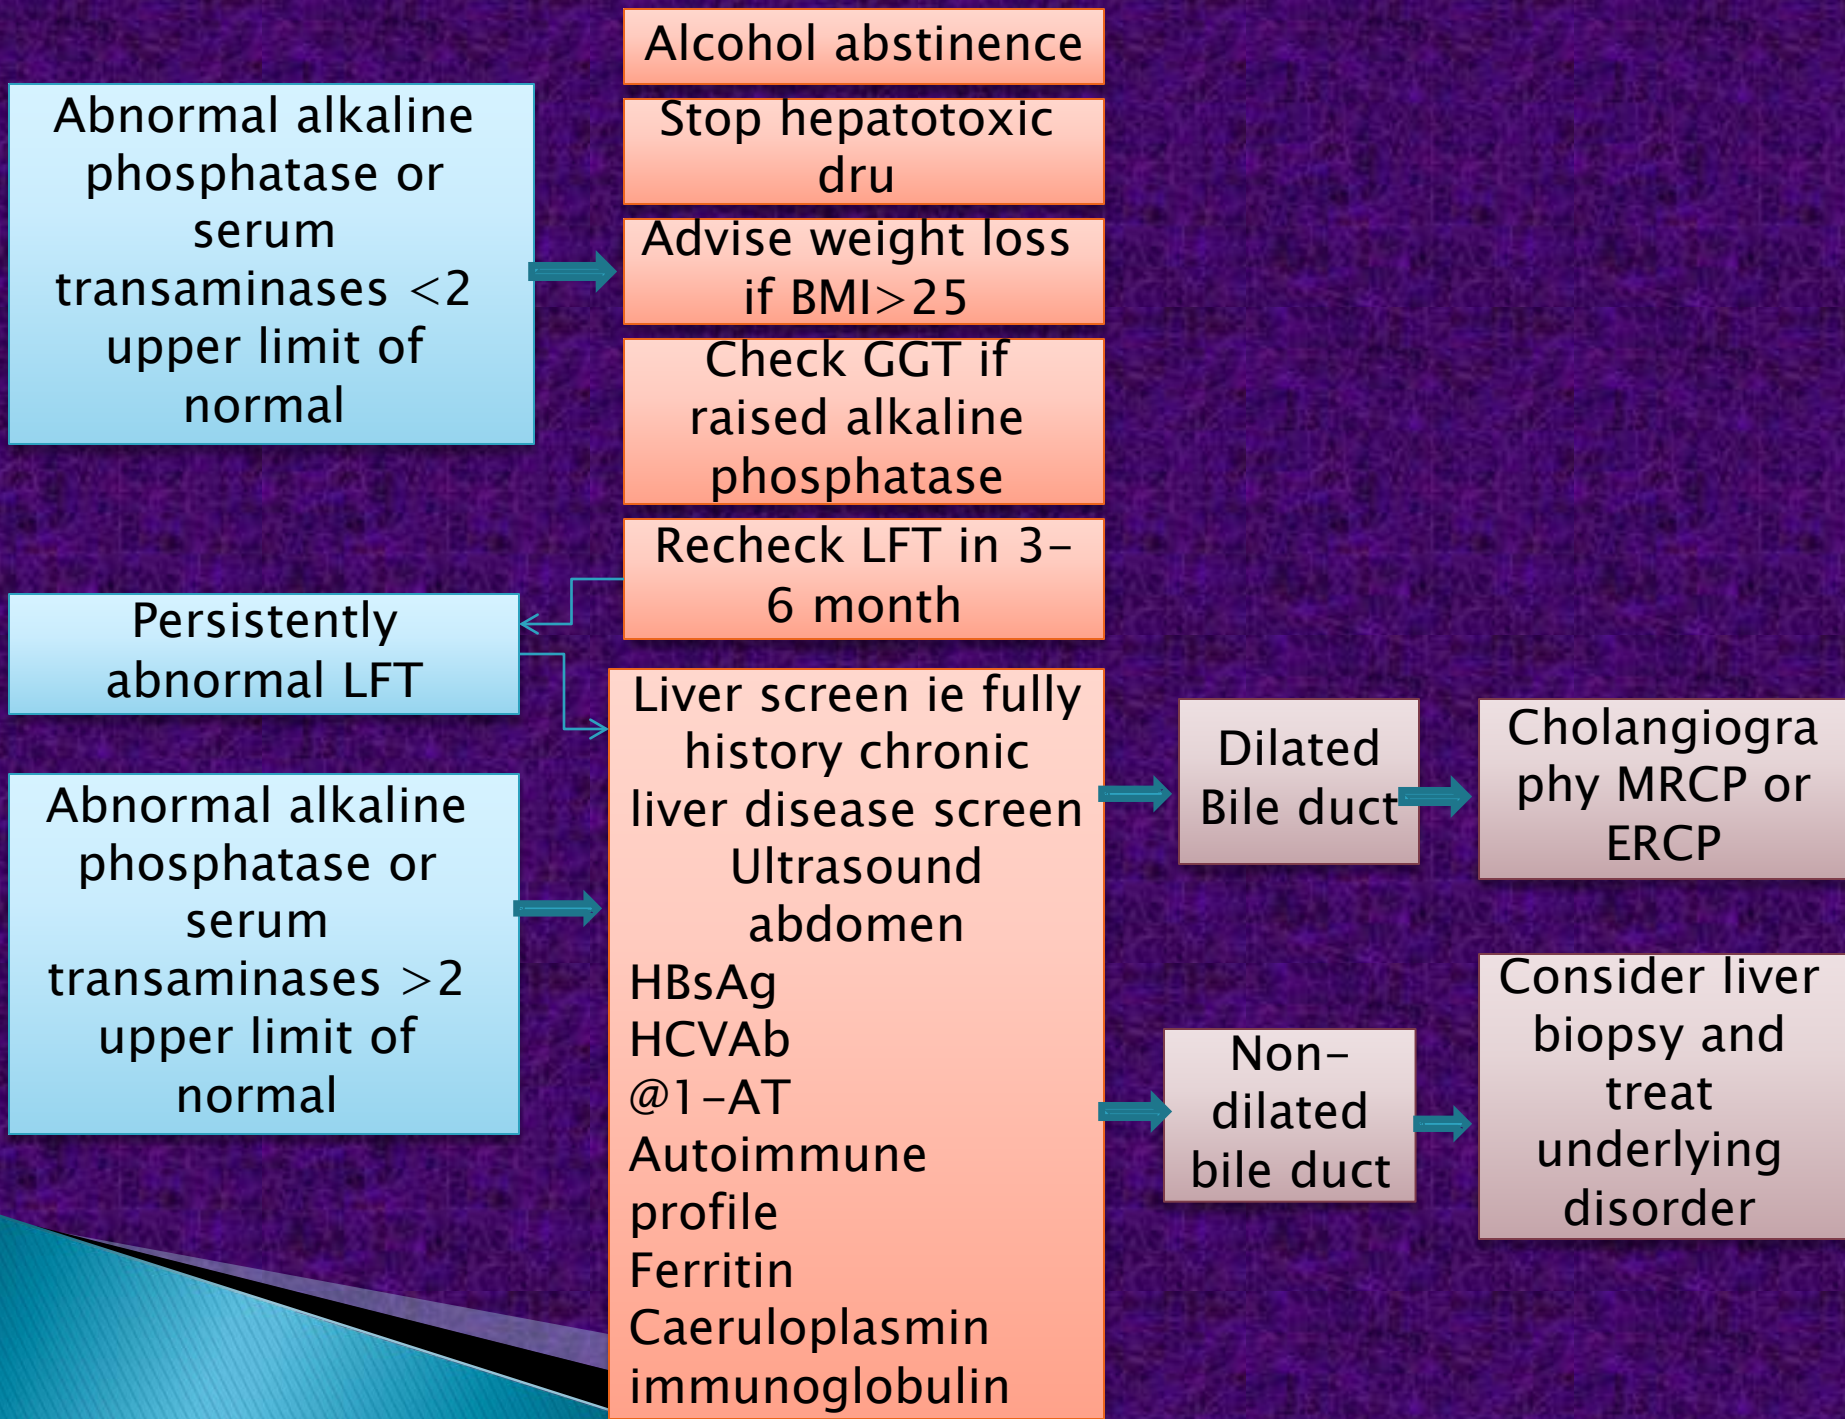 Abnormal alkaline
phosphatase or
serum
transaminases <2
upper limit of
normal
Alcohol abstinence
Stop hepatotoxic
dru
Advise weight loss
if BMI>25
Check GGT if
raised alkaline
phosphatase
Recheck LFT in 3-
6 month
Persistently
abnormal LFT
Abnormal alkaline
phosphatase or
serum
transaminases >2
upper limit of
normal
Liver screen ie fully
history chronic
liver disease screen
Ultrasound
abdomen
HBsAg
HCVAb
@1-AT
Autoimmune
profile
Ferritin
Caeruloplasmin
immunoglobulin
Dilated
Bile duct
Cholangiogra
phy MRCP or
ERCP
Non-
dilated
bile duct
Consider liver
biopsy and
treat
underlying
disorder